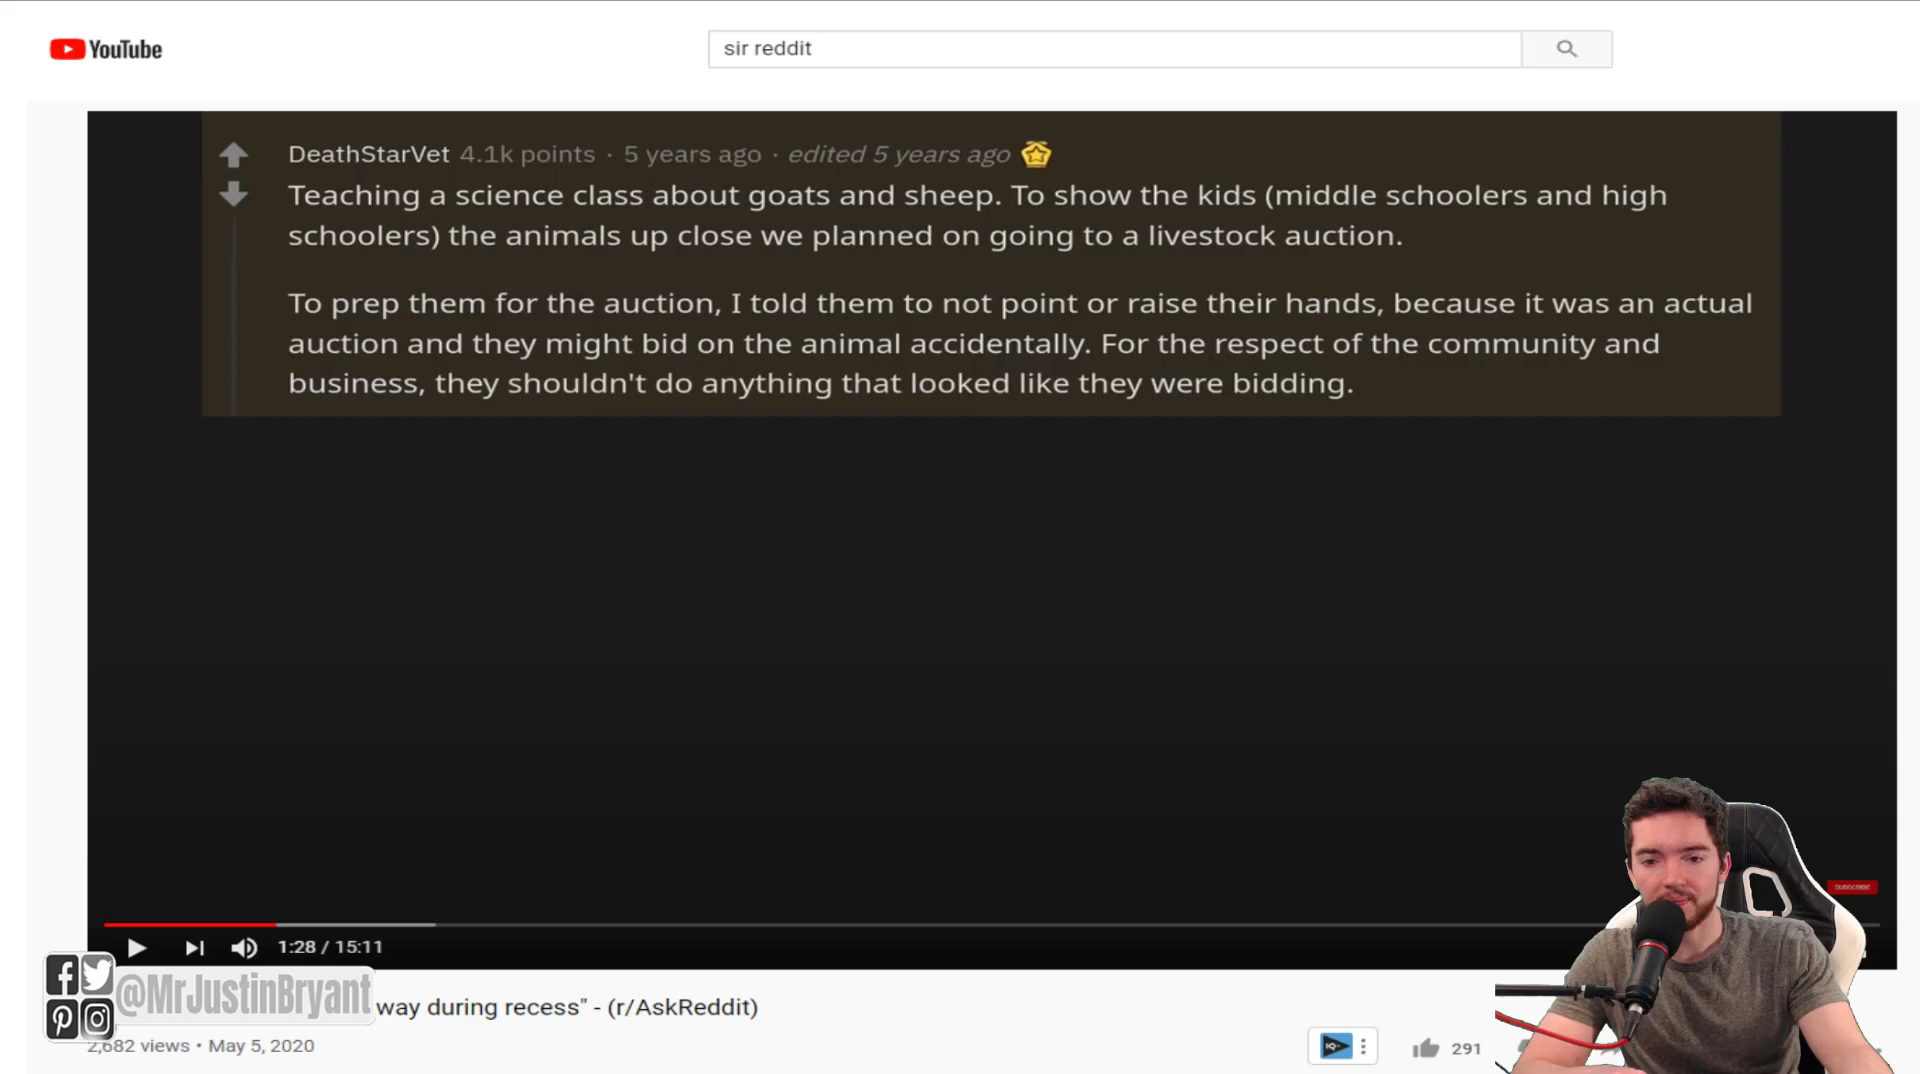 YouTube
sir reddit
DeathStarVet 4.1k points · 5 years ago · edited 5 years ago
Teaching a science class about goats and sheep. To show the kids (middle schoolers and high
schoolers) the animals up close we planned on going to a livestock auction.
To prep them for the auction, I told them to not point or raise their hands, because it was an actual
auction and they might bid on the animal accidentally. For the respect of the community and
business, they shouldn't do anything that looked like they were bidding.
SUBSCRIBE
1:28 / 15:11
@MrJustinBryant
way during recess" - (r/AskReddit)
2,682 views • May 5, 2020
IQ
291